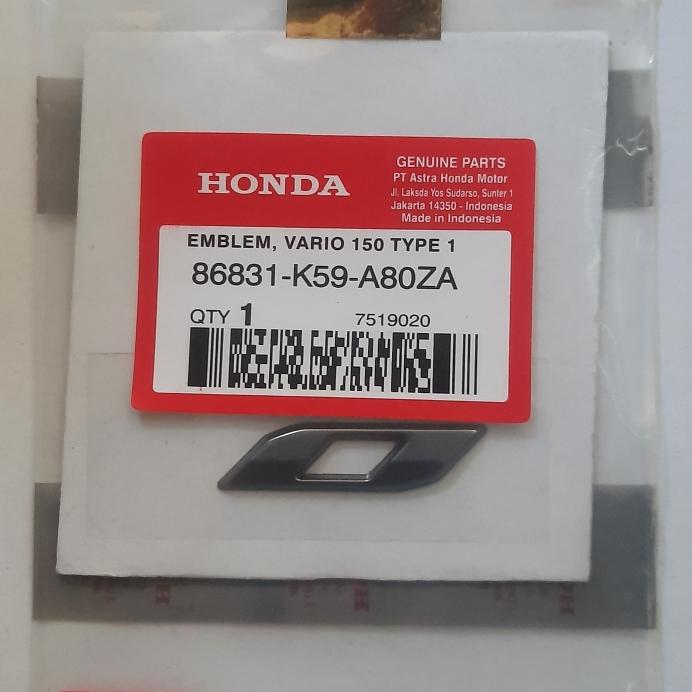 HONDA
GENUINE PARTS
PT Astra Honda Motor
Jl. Laksda Yos Sudarso, Sunter 1
Jakarta 14350 - Indonesia
Made in Indonesia
EMBLEM, VARIO 150 TYPE 1
86831-K59-A80ZA
QTY 1 7519020